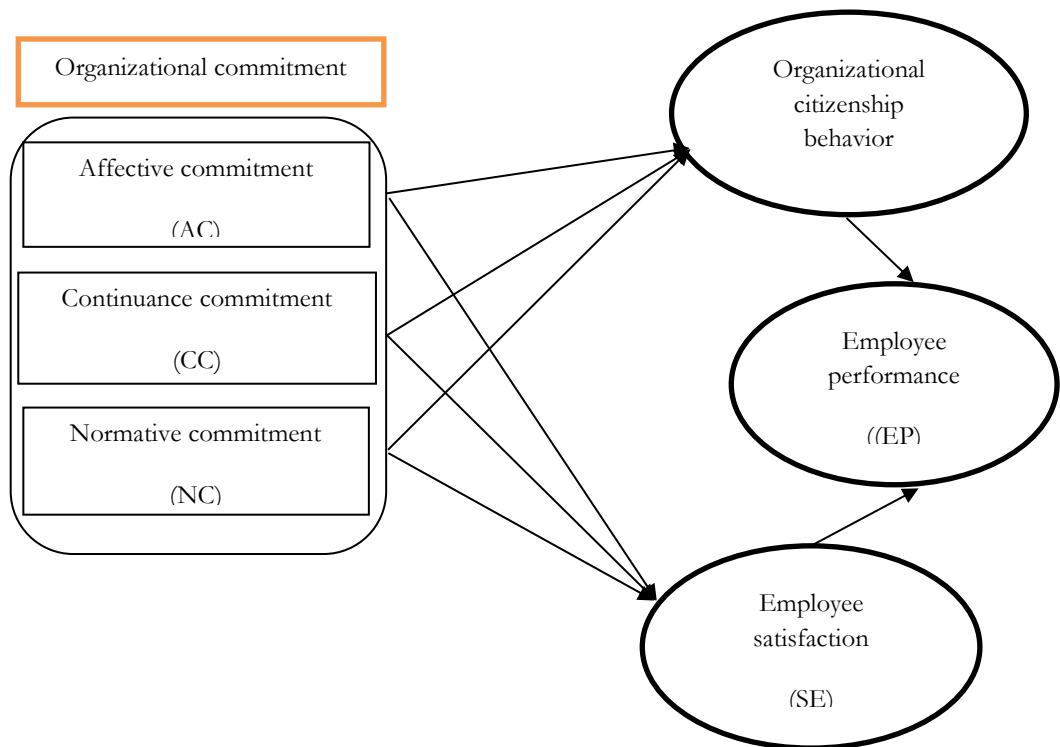 Organizational commitment
Affective commitment
(AC)
Continuance commitment
(CC)
Normative commitment
(NC)
Organizational
citizenship
behavior
Employee
performance
((EP)
Employee
satisfaction
(SE)